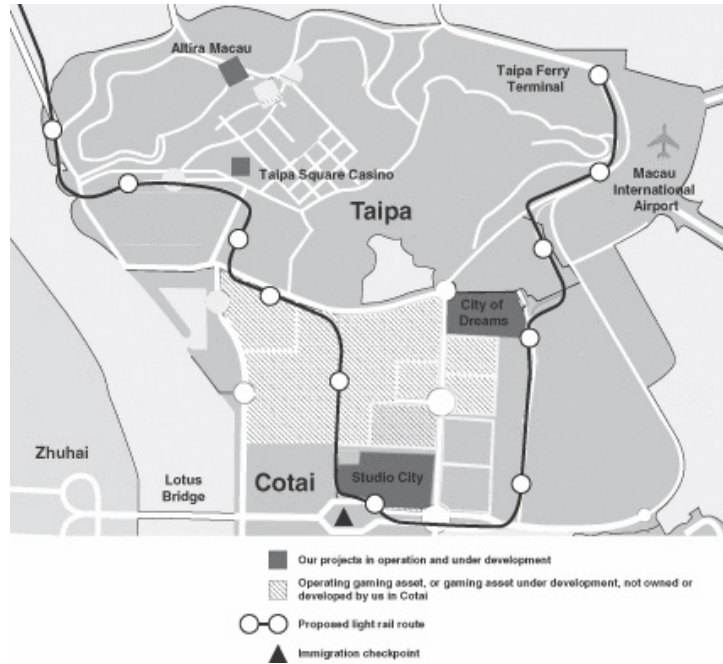 Altira Macau
Taipa Ferry
Terminal
Taipa Square Casino
Macau
International
Airport
Taipa
City of
Dreams
Zhuhai
Lotus
Bridge
Cotai
Studio City
Our projects in operation and under development
Operating gaming asset, or gaming asset under development, not owned or
developed by us in Cotai
Proposed light rail route
Immigration checkpoint